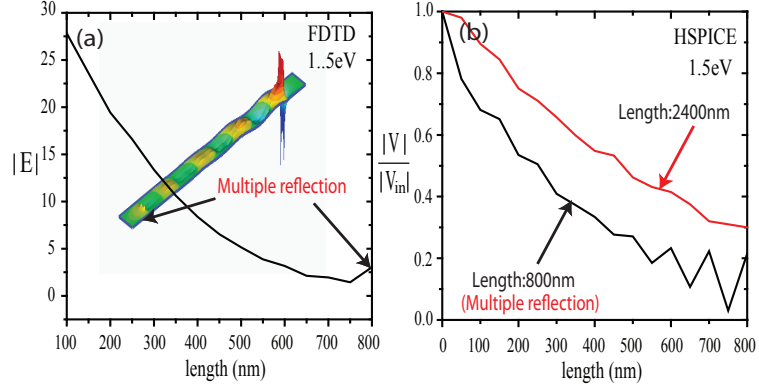 (a)
FDTD
1..5eV
Multiple reflection
|E|
30
25
20
15
10
5
0
100 200 300 400 500 600 700 800
length (nm)
(b)
HSPICE
1.5eV
Length:2400nm
|V|
|Vin|
Length:800nm
(Multiple reflection)
1.0
0.8
0.6
0.4
0.2
0.0
0 100 200 300 400 500 600 700 800
length (nm)